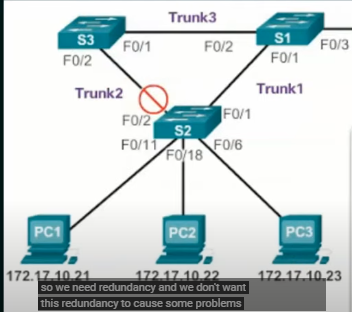 Trunk3
S3
S1
F0/1
F0/2
F0/3
F0/2
F0/1
Trunk2
Trunk1
F0/2
F0/1
S2
F0/11
F0/18
F0/6
PC1
PC2
PC3
172.17.10.21
172.17.10.22
172.17.10.23
so we need redundancy and we don't want
this redundancy to cause some problems